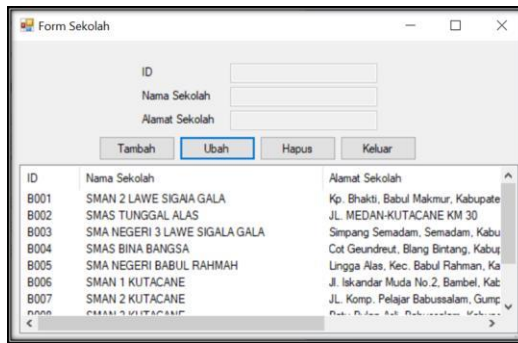 Form Sekolah
ID
Nama Sekolah
Alamat Sekolah
Tambah Ubah Hapus Keluar
ID Nama Sekolah Alamat Sekolah
B001 SMAN 2 LAWE SIGAlA GALA Kp. Bhakti, Babul Makmur, Kabupate
B002 SMAS TUNGGAL ALAS JL. MEDAN-KUTACANE KM 30
B003 SMA NEGERI 3 LAWE SIGALA GALA Simpang Semadam, Semadam, Kabu
B004 SMAS BINA BANGSA Cot Geundreut, Blang Bintang, Kabup
B005 SMA NEGERI BABUL RAHMAH Lingga Alas, Kec. Babul Rahman, Ka
B006 SMAN 1 KUTACANE Jl. Iskandar Muda No.2, Bambel, Kab
B007 SMAN 2 KUTACANE JL. Komp. Pelajar Babussalam, Gump